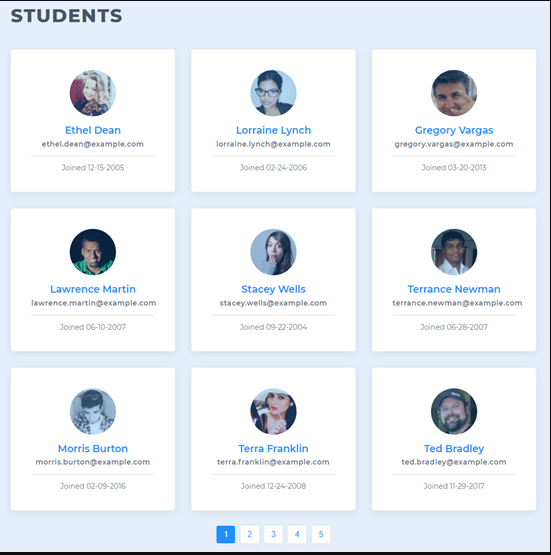 STUDENTS
Ethel Dean
ethel.dean@example.com
Joined 12-15-2005
Lorraine Lynch
lorraine.lynch@example.com
Joined 02-24-2006
Gregory Vargas
gregory.vargas@example.com
Joined 03-20-2013
Lawrence Martin
lawrence.martin@example.com
Joined 06-10-2007
Stacey Wells
stacey.wells@example.com
Joined 09-22-2004
Terrance Newman
terrance.newman@example.com
Joined 06-28-2007
Morris Burton
morris.burton@example.com
Joined 02-09-2016
Terra Franklin
terra.franklin@example.com
Joined 12-24-2008
Ted Bradley
ted.bradley@example.com
Joined 11-29-2017
1 2 3 4 5